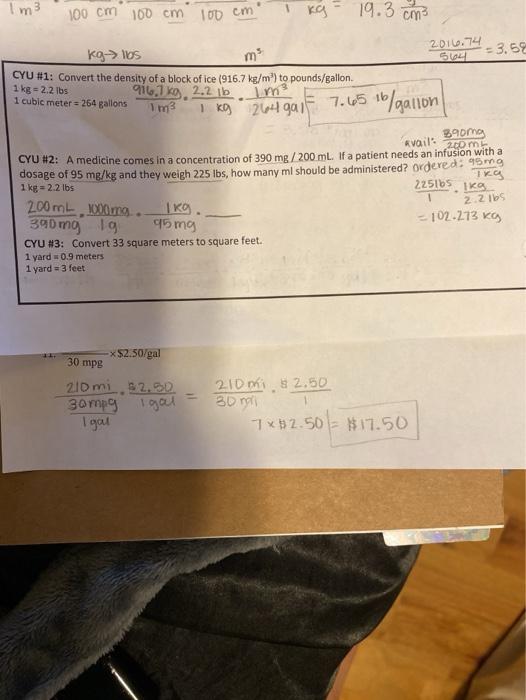 1 m³ 100 cm 100 cm 100 cm 1 kg = 19.3 cm³
kg→lbs m³ 2016.74 / 564 = 3.58
CYU #1: Convert the density of a block of ice (916.7 kg/m³) to pounds/gallon.
1 kg = 2.2 lbs
1 cubic meter = 264 gallons
916.7 kg / 1m³ · 2.2 lb / 1 kg · 1m³ / 264 gal = 7.65 lb/gallon
avail: 390mg / 200mL
CYU #2: A medicine comes in a concentration of 390 mg / 200 mL. If a patient needs an infusion with a
dosage of 95 mg/kg and they weigh 225 lbs, how many ml should be administered? ordered: 95mg / 1kg
1 kg = 2.2 lbs
225lbs / 1 · 1kg / 2.2 lbs
= 102.273 kg
200mL / 390mg · 1000mg / 1g · 1kg / 95mg · __
CYU #3: Convert 33 square meters to square feet.
1 yard = 0.9 meters
1 yard = 3 feet
11. / 30 mpg × $2.50/gal
210 mi / 30 mpg / 1 gal · $2.50 / 1 gal = 210 mi / 30 mi · $2.50 / 1
7 × $2.50 = $17.50